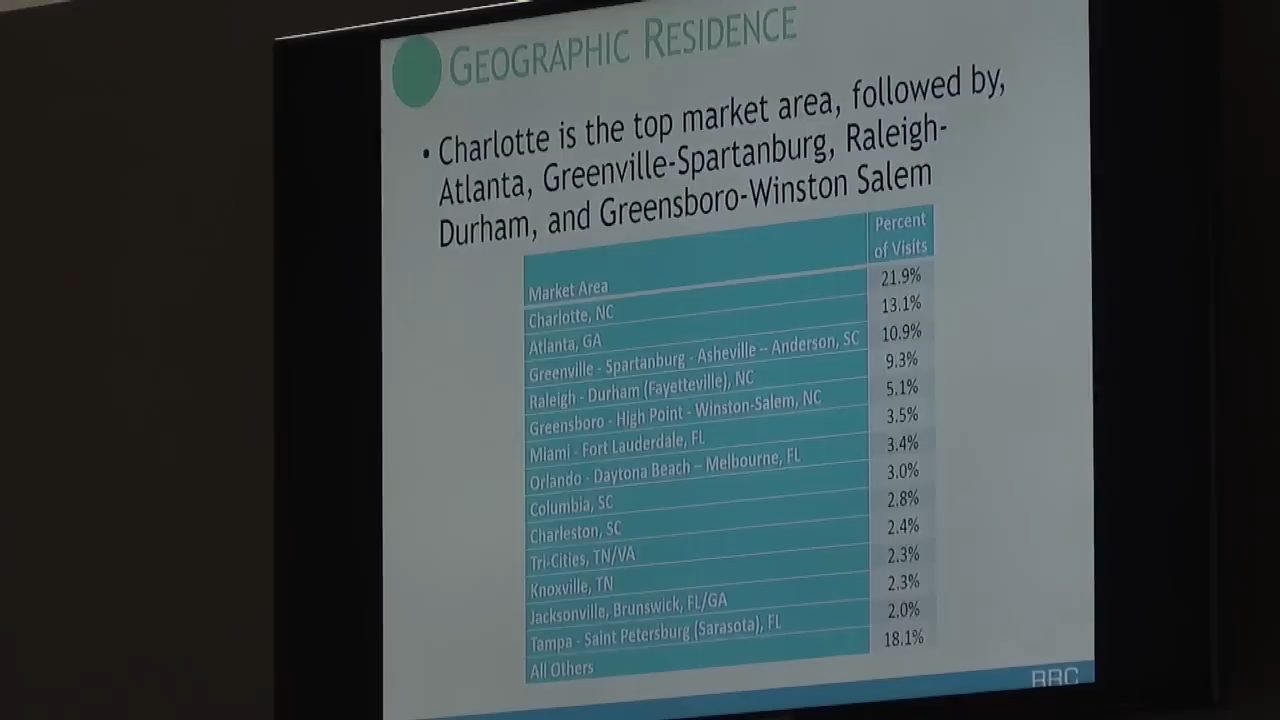 GEOGRAPHIC RESIDENCE
• Charlotte is the top market area, followed by,
Atlanta, Greenville-Spartanburg, Raleigh-
Durham, and Greensboro-Winston Salem
Market Area Percent of Visits
Charlotte, NC 21.9%
Atlanta, GA 13.1%
Greenville - Spartanburg - Asheville – Anderson, SC 10.9%
Raleigh - Durham (Fayetteville), NC 9.3%
Greensboro - High Point - Winston-Salem, NC 5.1%
Miami - Fort Lauderdale, FL 3.5%
Orlando - Daytona Beach – Melbourne, FL 3.4%
Columbia, SC 3.0%
Charleston, SC 2.8%
Tri-Cities, TN/VA 2.4%
Knoxville, TN 2.3%
Jacksonville, Brunswick, FL/GA 2.3%
Tampa - Saint Petersburg (Sarasota), FL 2.0%
All Others 18.1%
RRC